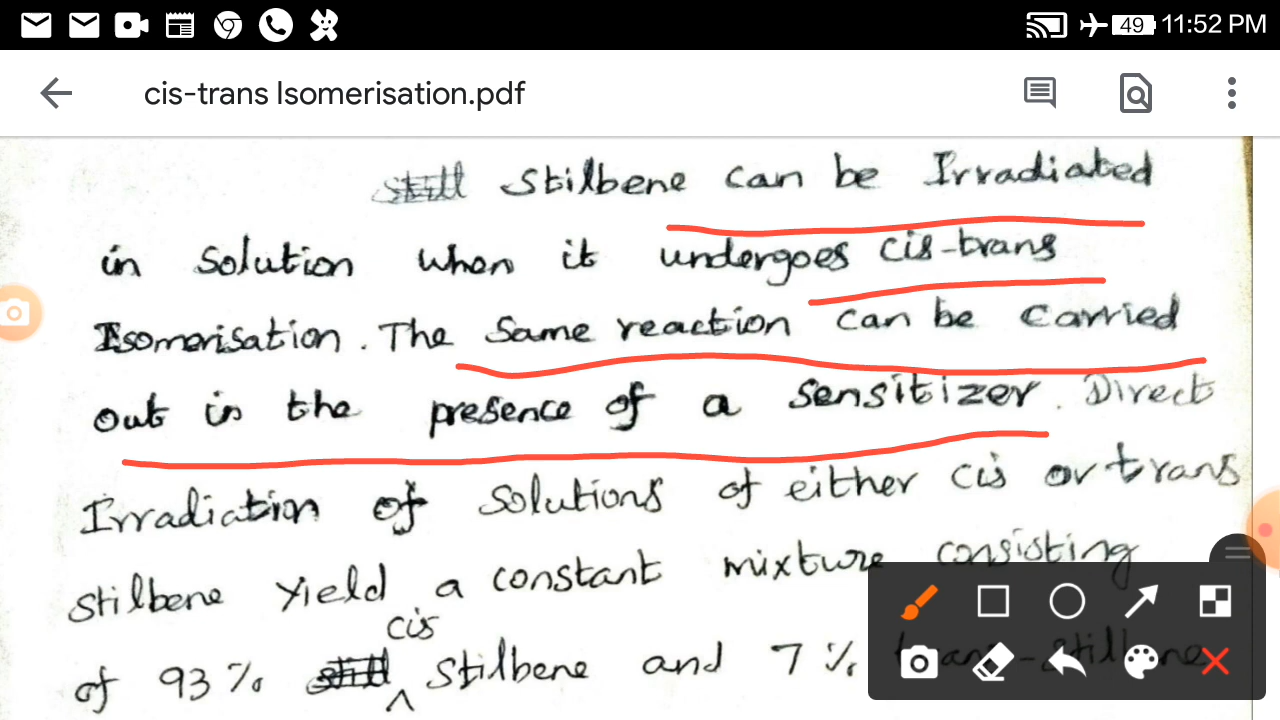 49 11:52 PM
cis-trans Isomerisation.pdf
Stilbene can be Irradiated
in solution when it undergoes cis-trans
Isomerisation. The same reaction can be carried
out in the presence of a sensitizer. Direct
Irradiation of solutions of either cis or trans
stilbene yield a constant mixture consisting
cis
of 93% stilbene and 7% trans-stilbene